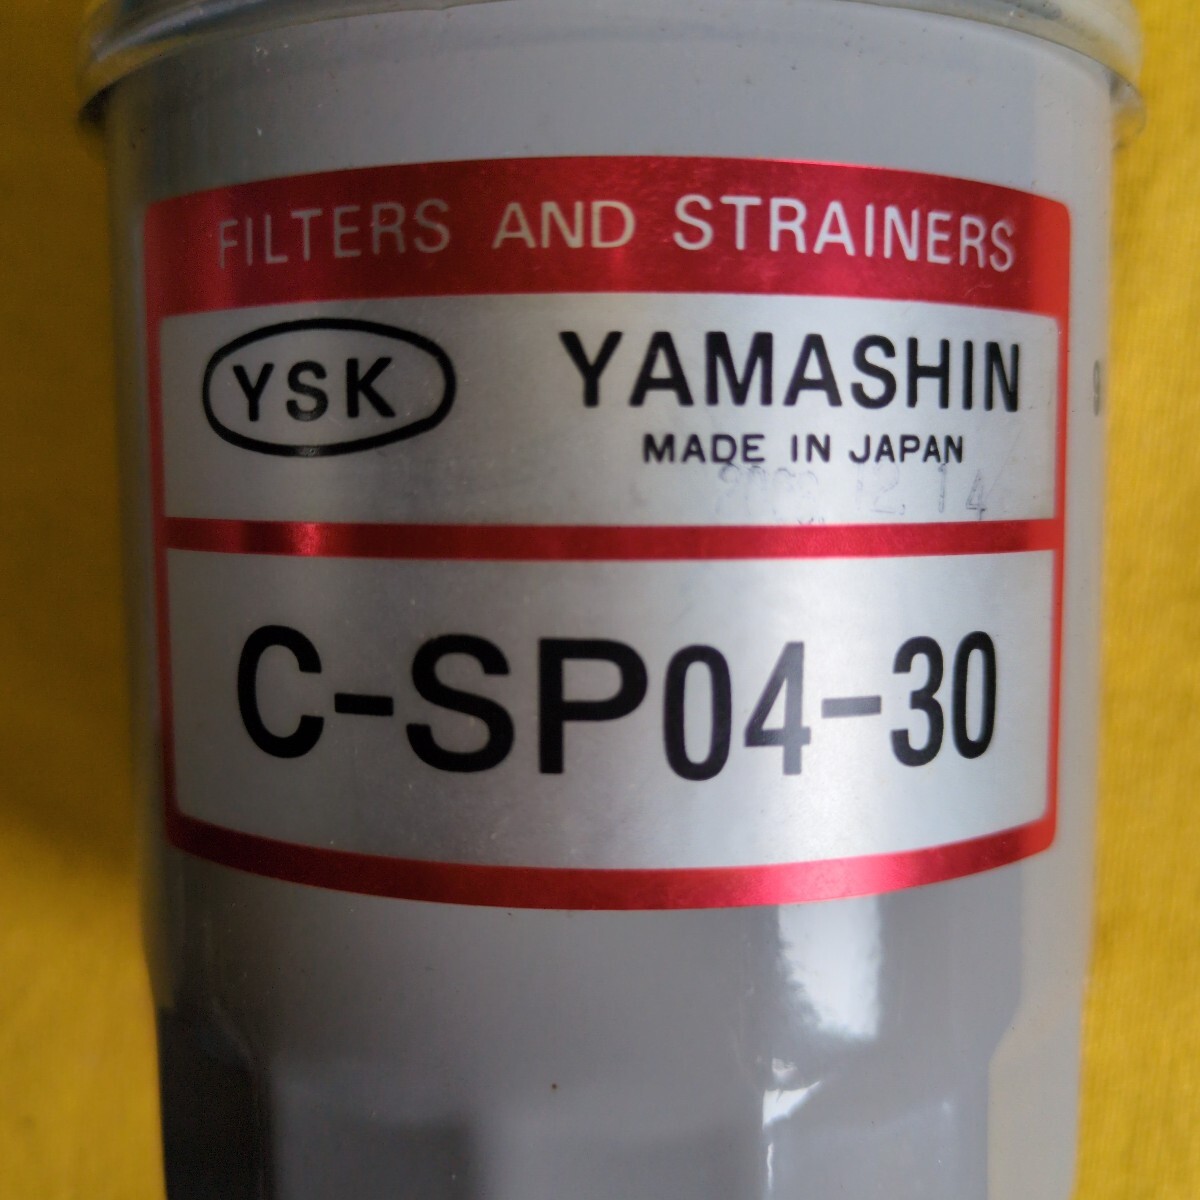 FILTERS AND STRAINERS
YSK YAMASHIN
MADE IN JAPAN
C-SP04-30